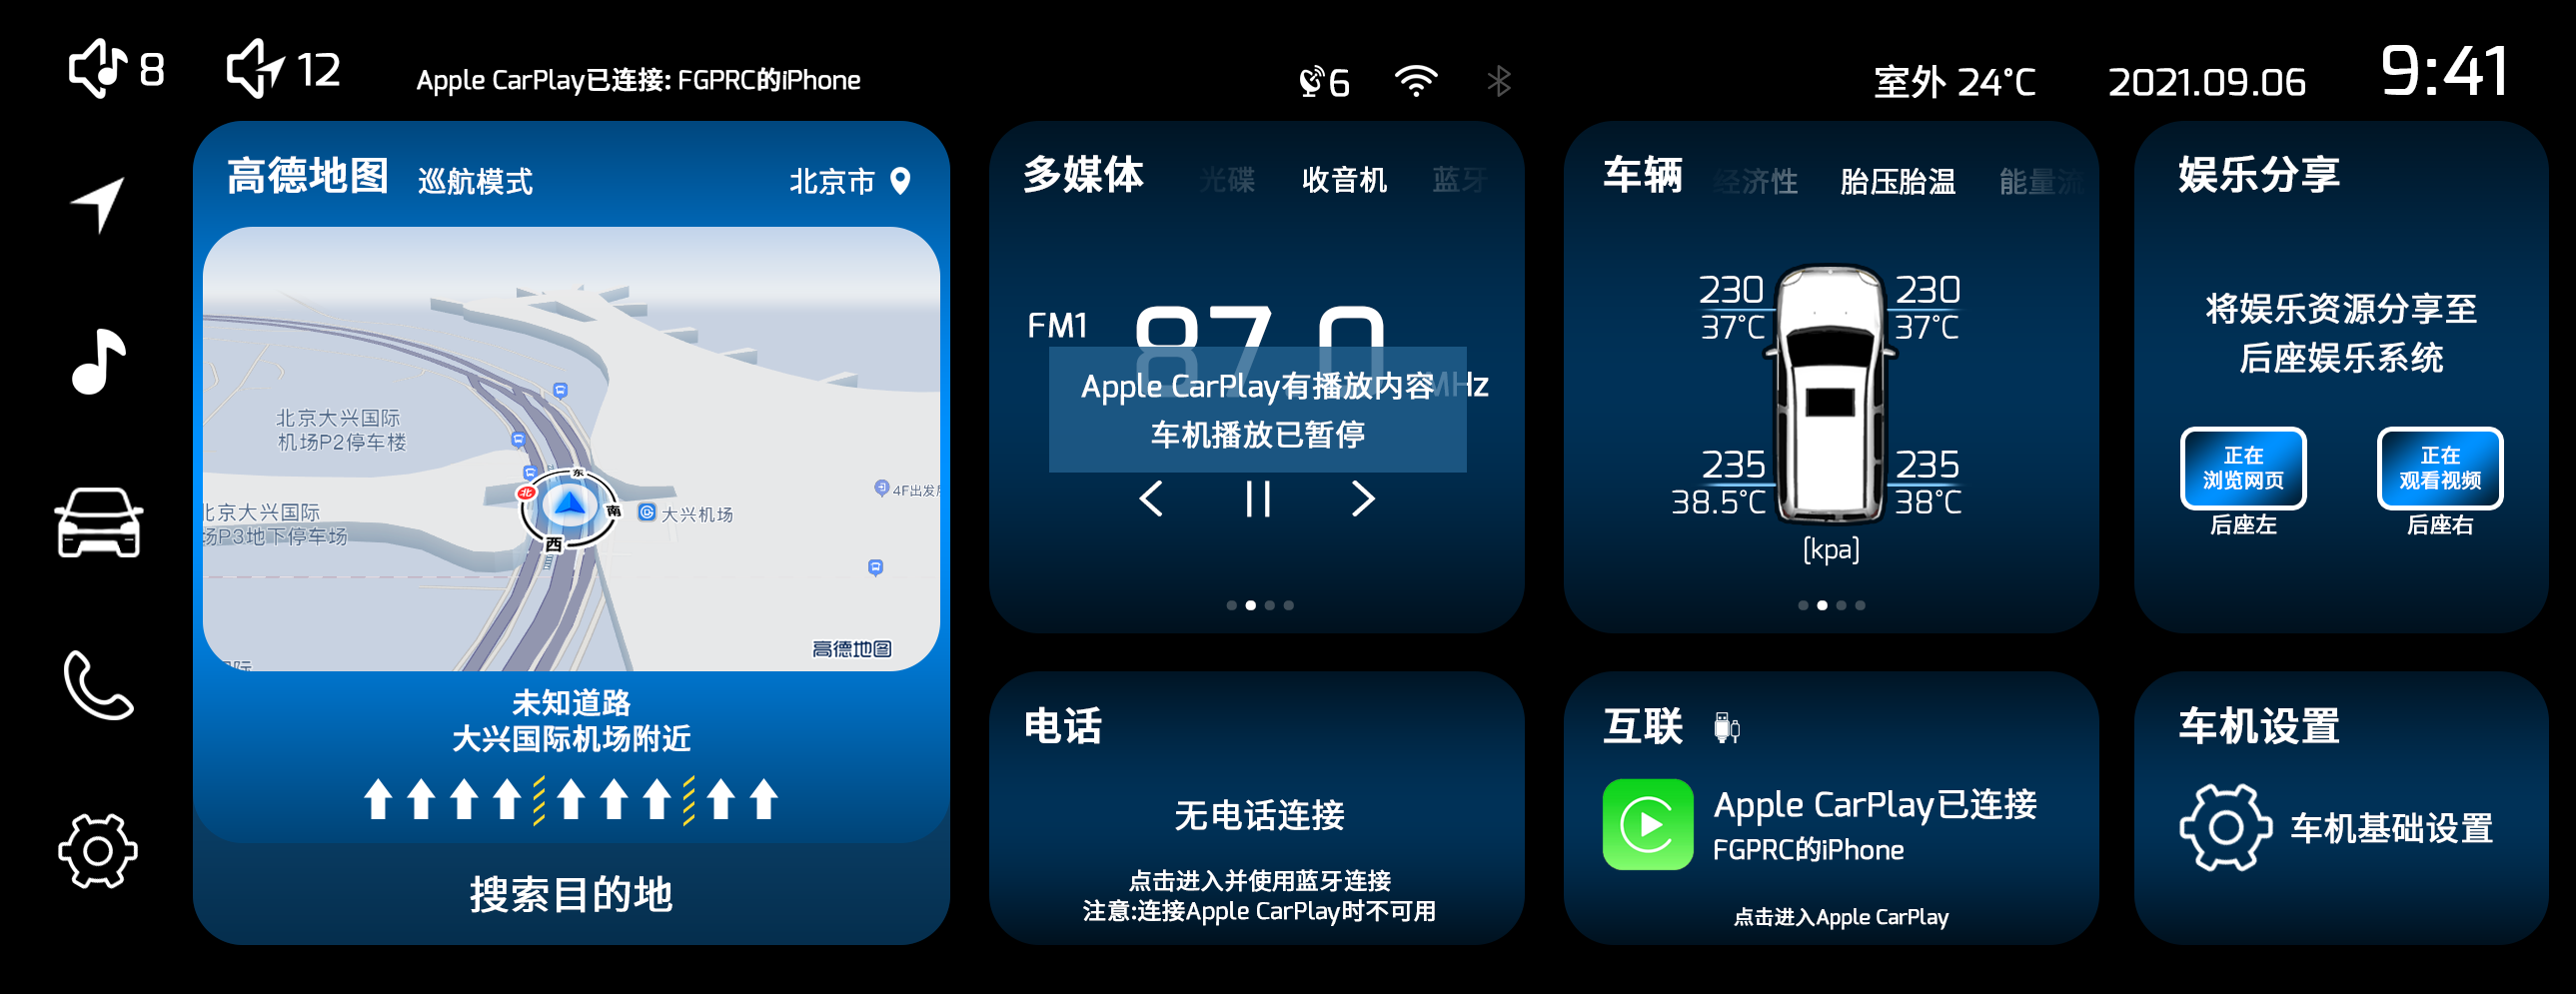 8
12
Apple CarPlay已连接: FGPRC的iPhone
6
室外 24°C
2021.09.06
9:41
高德地图
巡航模式
北京市
北京大兴国际
机场P2停车楼
北京大兴国际
场P3地下停车场
国际
东
北
南
西
大兴机场
4F出发
高德地图
未知道路
大兴国际机场附近
搜索目的地
多媒体
光碟
收音机
蓝牙
FM1
87.0
MHz
Apple CarPlay有播放内容
车机播放已暂停
车辆
经济性
胎压胎温
能量流
230
37°C
230
37°C
235
38.5°C
235
38°C
[kpa]
娱乐分享
将娱乐资源分享至
后座娱乐系统
正在
浏览网页
后座左
正在
观看视频
后座右
电话
无电话连接
点击进入并使用蓝牙连接
注意:连接Apple CarPlay时不可用
互联
Apple CarPlay已连接
FGPRC的iPhone
点击进入Apple CarPlay
车机设置
车机基础设置